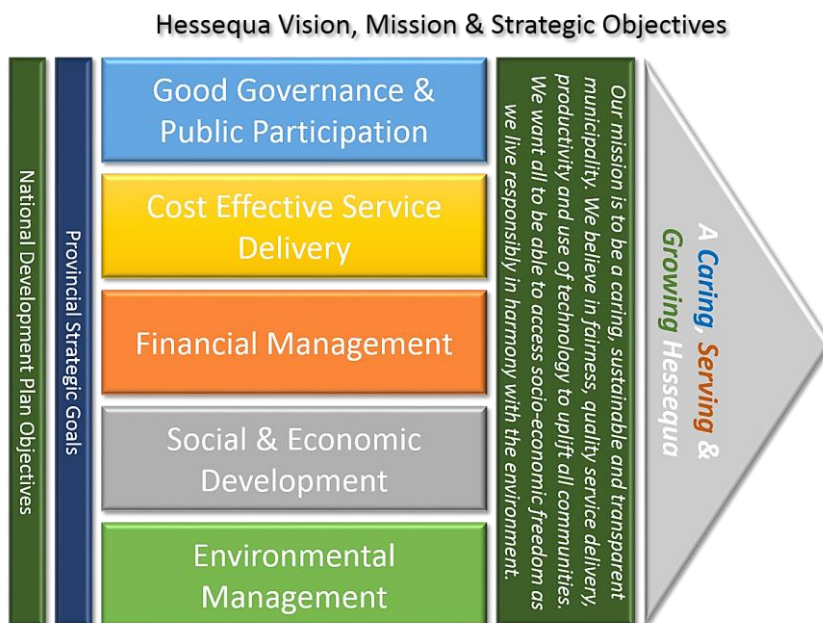 Hessequa Vision, Mission & Strategic Objectives
National Development Plan Objectives
Provincial Strategic Goals
Good Governance &
Public Participation
Cost Effective Service
Delivery
Financial Management
Social & Economic
Development
Environmental
Management
Our mission is to be a caring, sustainable and transparent
municipality. We believe in fairness, quality service delivery,
productivity and use of technology to uplift all communities.
We want all to be able to access socio-economic freedom as
we live responsibly in harmony with the environment.
A Caring, Serving &
Growing Hessequa